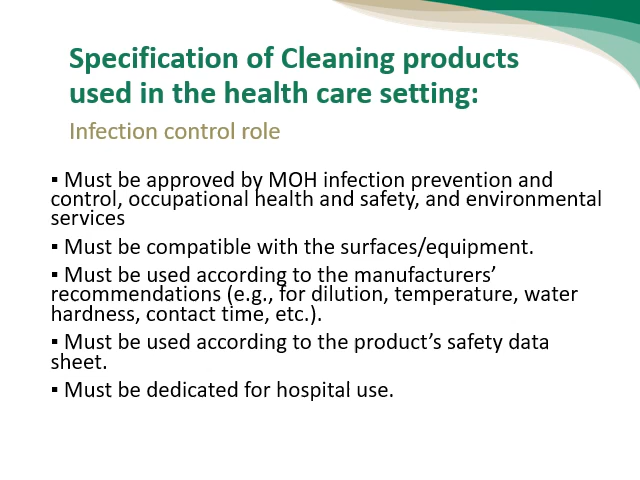 Specification of Cleaning products
used in the health care setting:
Infection control role
▪ Must be approved by MOH infection prevention and
control, occupational health and safety, and environmental
services
▪ Must be compatible with the surfaces/equipment.
▪ Must be used according to the manufacturers’
recommendations (e.g., for dilution, temperature, water
hardness, contact time, etc.).
▪ Must be used according to the product’s safety data
sheet.
▪ Must be dedicated for hospital use.